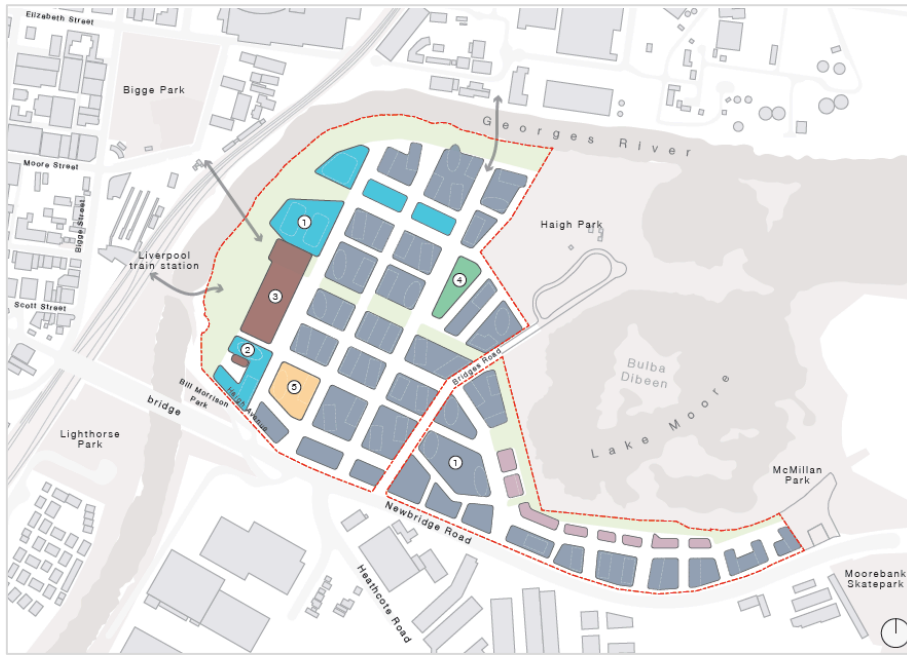 Elizabeth Street
Bigge Park
Georges River
Moore Street
Bigge Street
1
Haigh Park
Liverpool
train station
4
3
Scott Street
2
Bridges Road
Bulba
Dibeen
5
Bill Morrison
Park
Haigh Avenue
bridge
Lake Moore
Lighthorse
Park
1
McMillan
Park
Newbridge Road
Moorebank
Skatepark
Heathcote Road